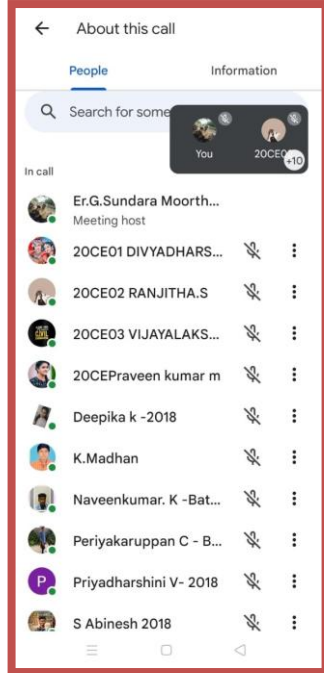 About this call
People Information
Search for some
You 20CE0
+10
In call
Er.G.Sundara Moorth...
Meeting host
20CE01 DIVYADHARS...
20CE02 RANJITHA.S
20CE03 VIJAYALAKS...
20CEPraveen kumar m
Deepika k -2018
K.Madhan
Naveenkumar. K -Bat...
Periyakaruppan C - B...
P
Priyadharshini V- 2018
S Abinesh 2018